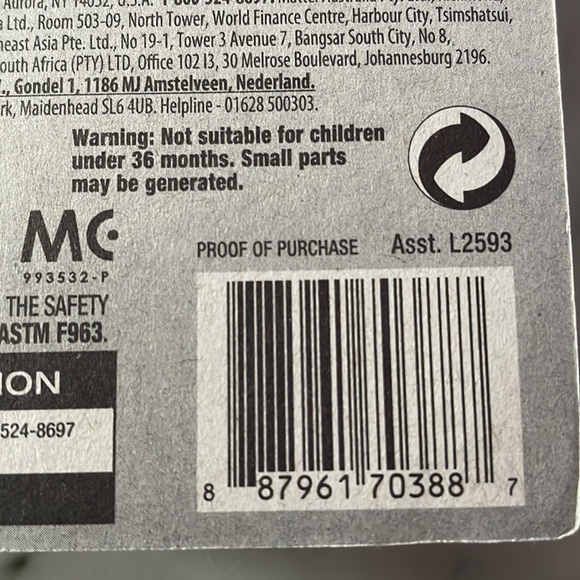 Aurora, NY 14052, U.S.A.
Ltd., Room 503-09, North Tower, World Finance Centre, Harbour City, Tsimshatsui,
east Asia Pte. Ltd., No 19-1, Tower 3 Avenue 7, Bangsar South City, No 8,
outh Africa (PTY) LTD, Office 102 I3, 30 Melrose Boulevard, Johannesburg 2196.
., Gondel 1, 1186 MJ Amstelveen, Nederland.
rk, Maidenhead SL6 4UB. Helpline - 01628 500303.
Warning: Not suitable for children
under 36 months. Small parts
may be generated.
MC
993532-P
PROOF OF PURCHASE Asst. L2593
THE SAFETY
ASTM F963.
ION
524-8697
8 87961 70388 7